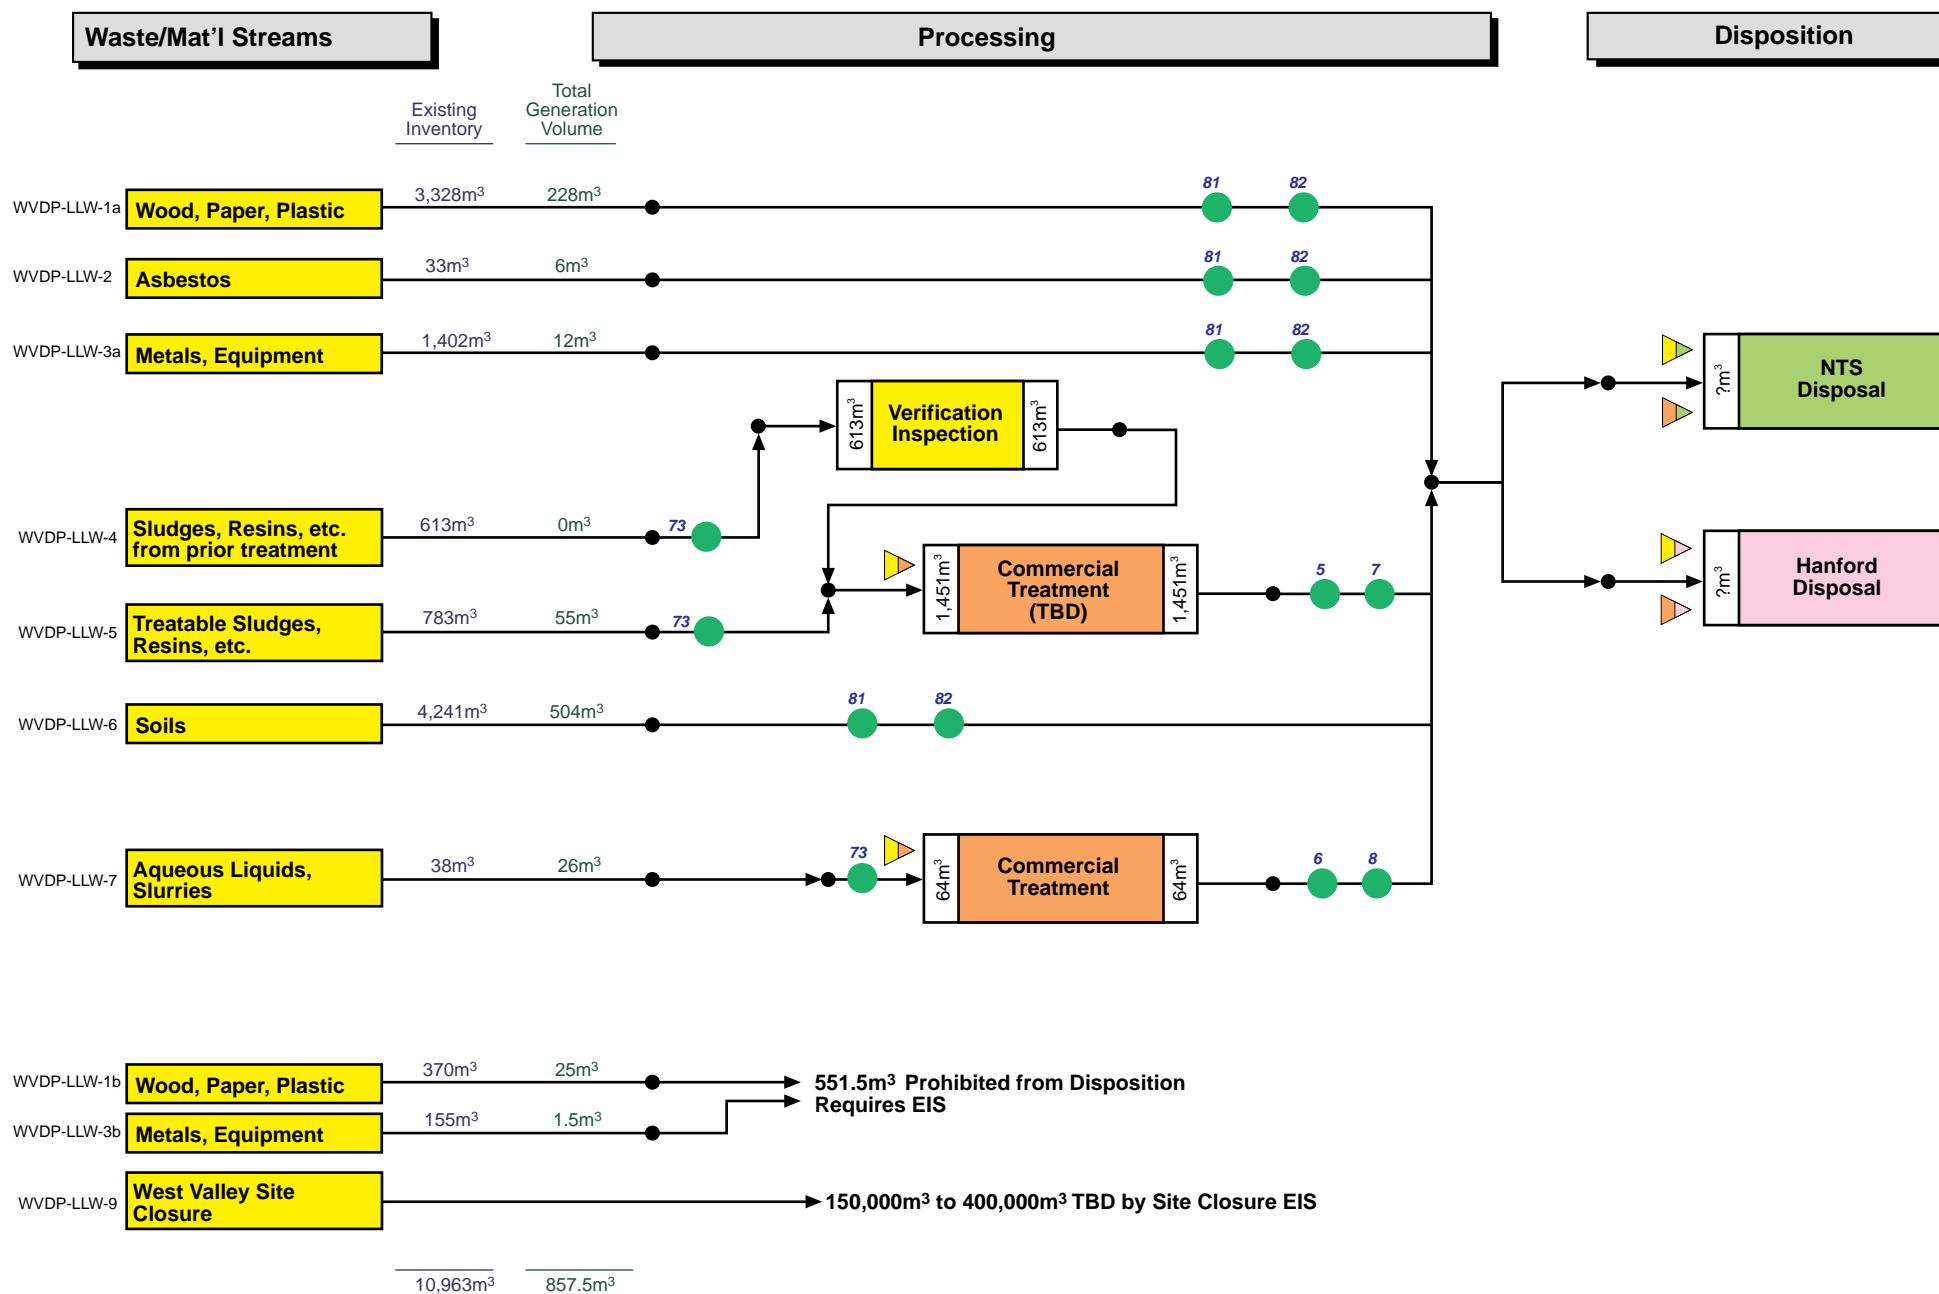 Waste/Mat’l Streams
Processing
Disposition
Existing
Inventory
Total
Generation
Volume
WVDP-LLW-1a
Wood, Paper, Plastic
3,328m³
228m³
81
82
WVDP-LLW-2
Asbestos
33m³
6m³
81
82
WVDP-LLW-3a
Metals, Equipment
1,402m³
12m³
81
82
613m³
Verification
Inspection
613m³
?m³
NTS
Disposal
WVDP-LLW-4
Sludges, Resins, etc.
from prior treatment
613m³
0m³
73
1,451m³
Commercial
Treatment
(TBD)
1,451m³
5
7
?m³
Hanford
Disposal
WVDP-LLW-5
Treatable Sludges,
Resins, etc.
783m³
55m³
73
WVDP-LLW-6
Soils
4,241m³
504m³
81
82
WVDP-LLW-7
Aqueous Liquids,
Slurries
38m³
26m³
73
64m³
Commercial
Treatment
64m³
6
8
WVDP-LLW-1b
Wood, Paper, Plastic
370m³
25m³
551.5m³ Prohibited from Disposition
Requires EIS
WVDP-LLW-3b
Metals, Equipment
155m³
1.5m³
WVDP-LLW-9
West Valley Site
Closure
150,000m³ to 400,000m³ TBD by Site Closure EIS
10,963m³
857.5m³